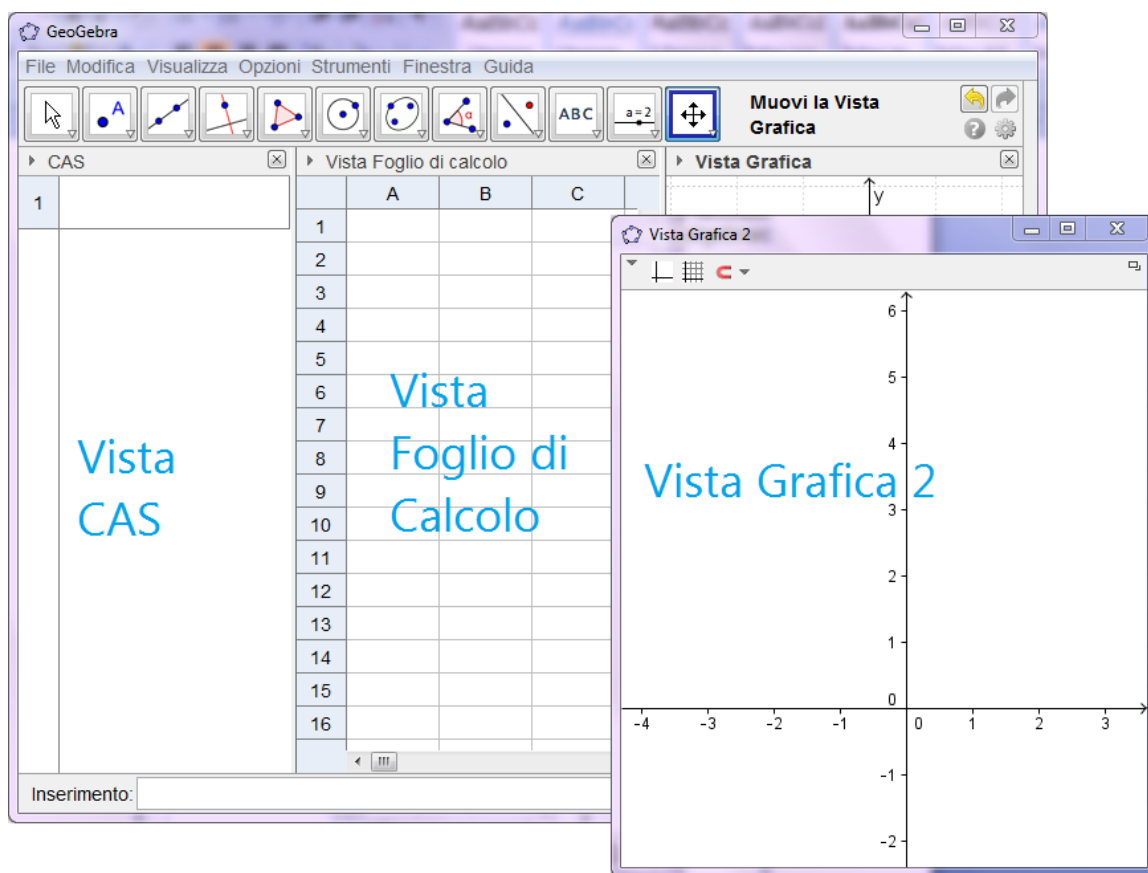 GeoGebra
File Modifica Visualizza Opzioni Strumenti Finestra Guida
A
α
ABC
a=2
Muovi la Vista
Grafica
CAS
Vista Foglio di calcolo
Vista Grafica
1
A B C
1
2
3
4
5
6
7
8
9
10
11
12
13
14
15
16
Vista
CAS
Vista
Foglio di
Calcolo
y
Inserimento:
Vista Grafica 2
Vista Grafica 2
6
5
4
3
2
1
0
-4 -3 -2 -1 0 1 2 3
-1
-2